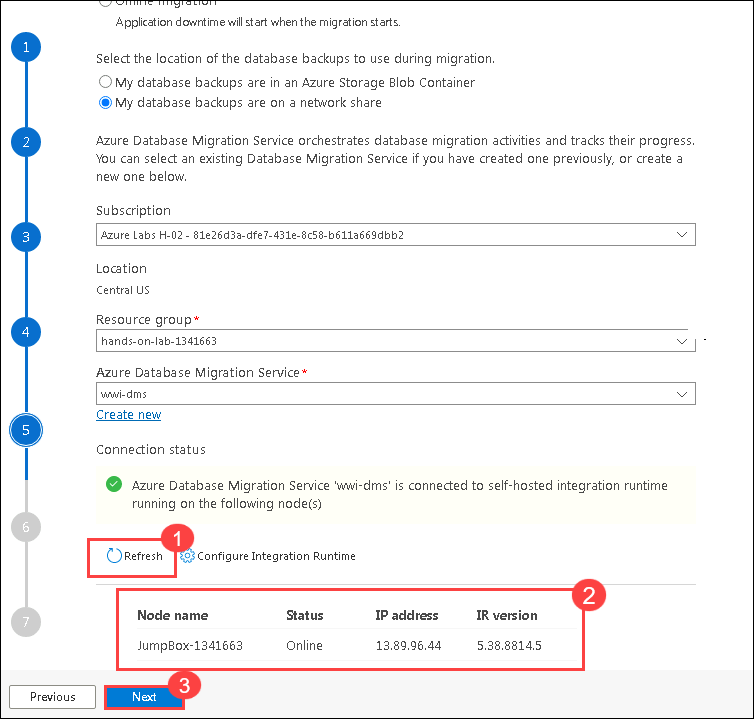 Online migration
Application downtime will start when the migration starts.
1
Select the location of the database backups to use during migration.
My database backups are in an Azure Storage Blob Container
My database backups are on a network share
2
Azure Database Migration Service orchestrates database migration activities and tracks their progress.
You can select an existing Database Migration Service if you have created one previously, or create a
new one below.
Subscription
3
Azure Labs H-02 - 81e26d3a-dfe7-431e-8c58-b611a669dbb2
Location
Central US
Resource group*
4
hands-on-lab-1341663
Azure Database Migration Service*
wwi-dms
Create new
5
Connection status
Azure Database Migration Service 'wwi-dms' is connected to self-hosted integration runtime
running on the following node(s)
6
1
Refresh Configure Integration Runtime
2
Node name Status IP address IR version
7
JumpBox-1341663 Online 13.89.96.44 5.38.8814.5
3
Previous Next